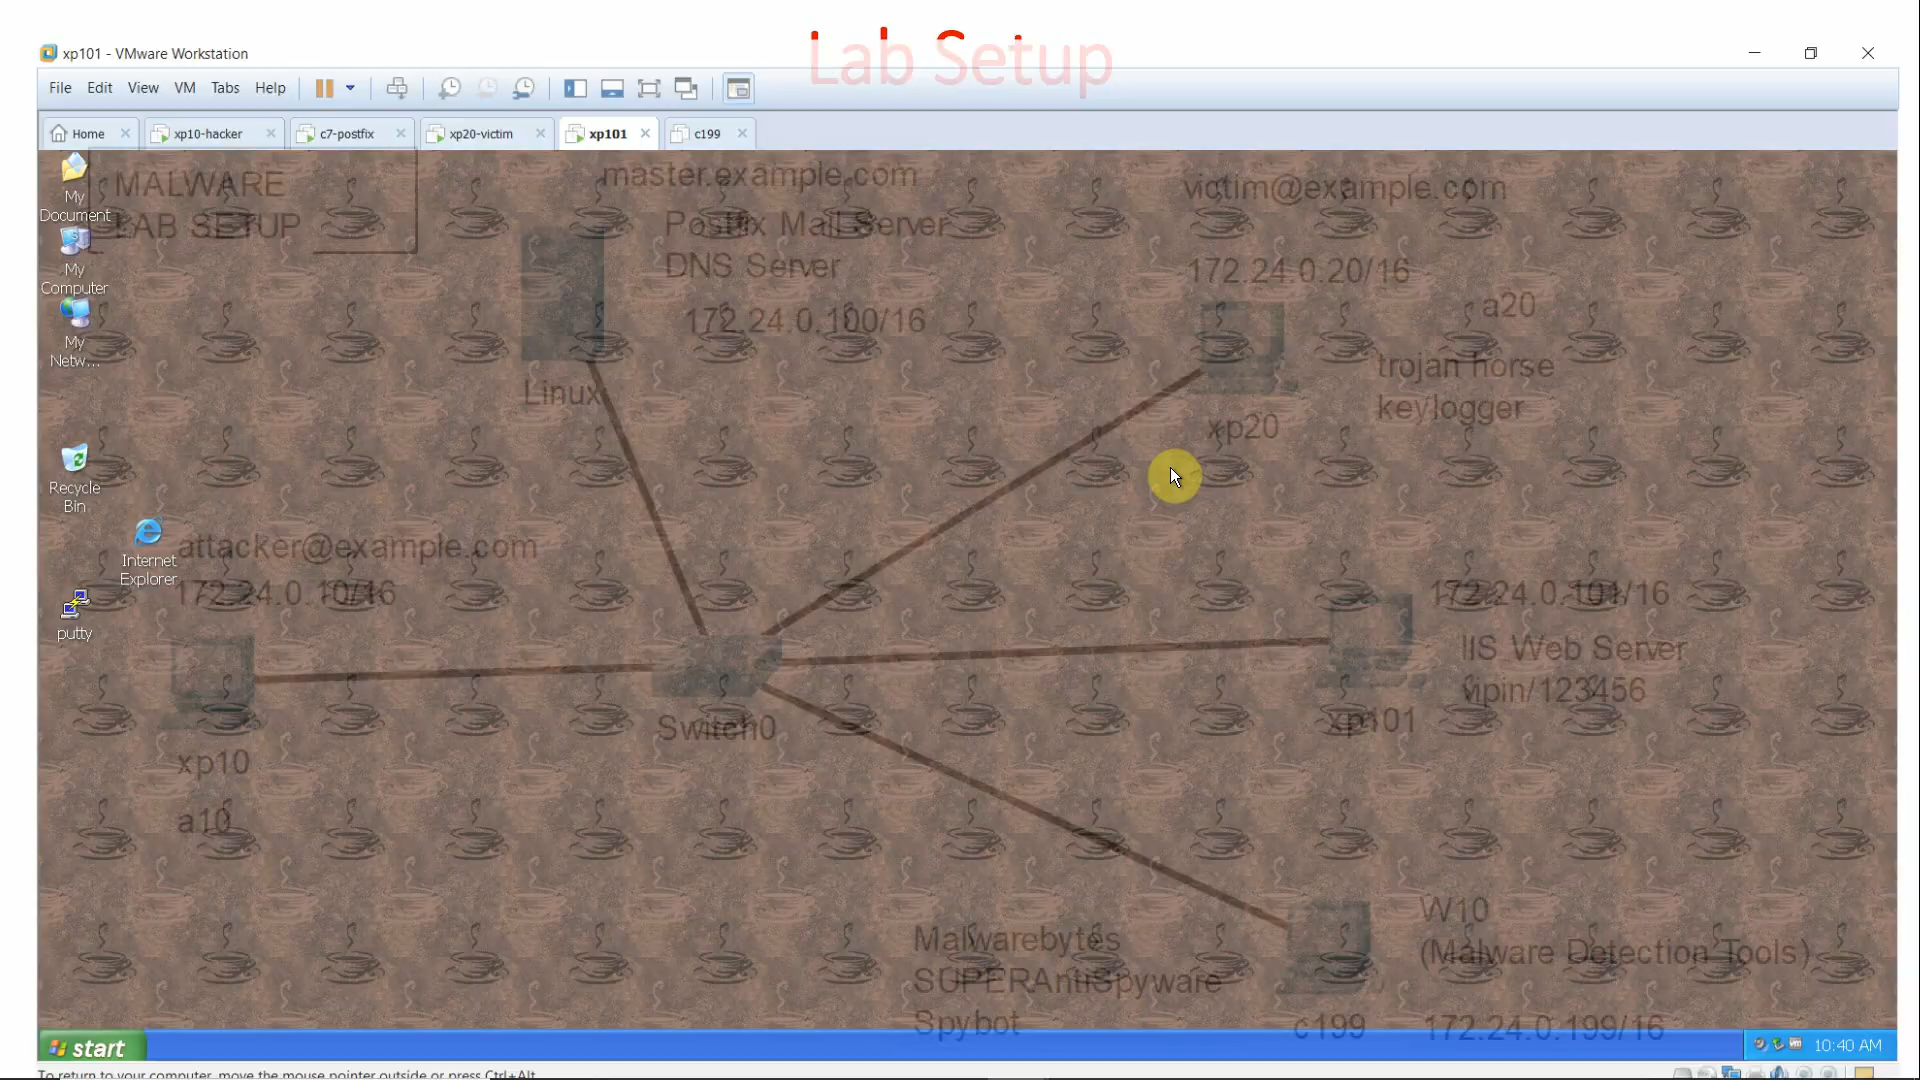 Lab Setup
xp101 - VMware Workstation
File Edit View VM Tabs Help
Home xp10-hacker c7-postfix xp20-victim xp101 c199
MALWARE
LAB SETUP
master.example.com
Postfix Mail Server
DNS Server
172.24.0.100/16
Linux
victim@example.com
172.24.0.20/16
a20
trojan horse
keylogger
xp20
My
Document
My
Computer
My
Netw...
Recycle
Bin
Internet
Explorer
putty
attacker@example.com
172.24.0.10/16
xp10
a10
Switch0
172.24.0.101/16
IIS Web Server
vipin/123456
xp101
Malwarebytes
SUPERAntiSpyware
Spybot
W10
(Malware Detection Tools)
c199
172.24.0.199/16
start
10:40 AM
To return to your computer, move the mouse pointer outside or press Ctrl+Alt.